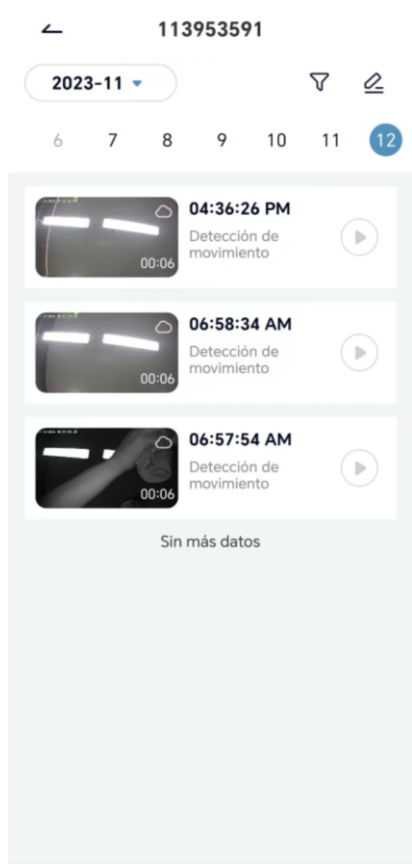 113953591
2023-11
6 7 8 9 10 11 12
04:36:26 PM
Detección de
movimiento
00:06
06:58:34 AM
Detección de
movimiento
00:06
06:57:54 AM
Detección de
movimiento
00:06
Sin más datos